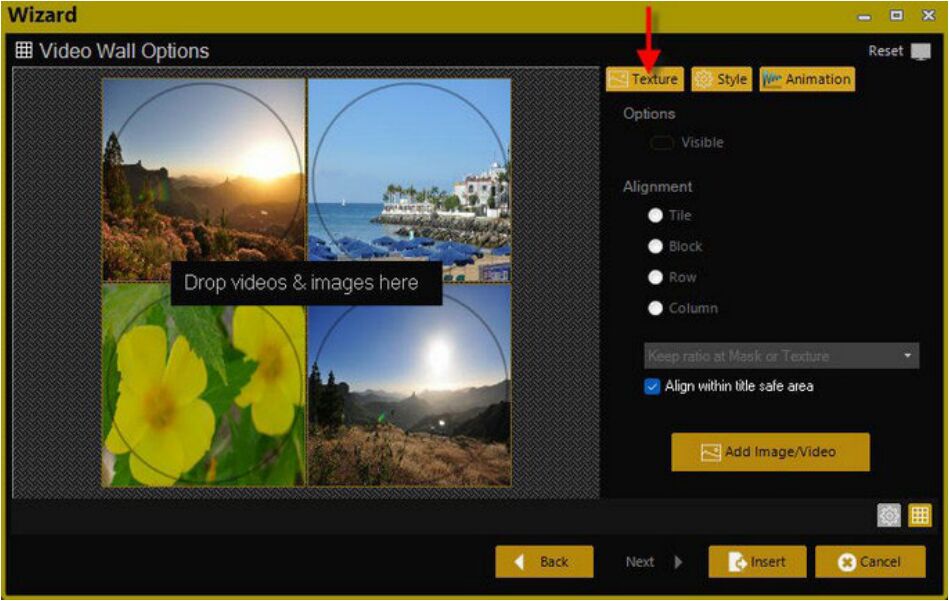 Wizard
Video Wall Options
Reset
Texture
Style
Animation
Options
Visible
Alignment
Tile
Block
Row
Column
Keep ratio at Mask or Texture
Align within title safe area
Drop videos & images here
Add Image/Video
Back
Next
Insert
Cancel